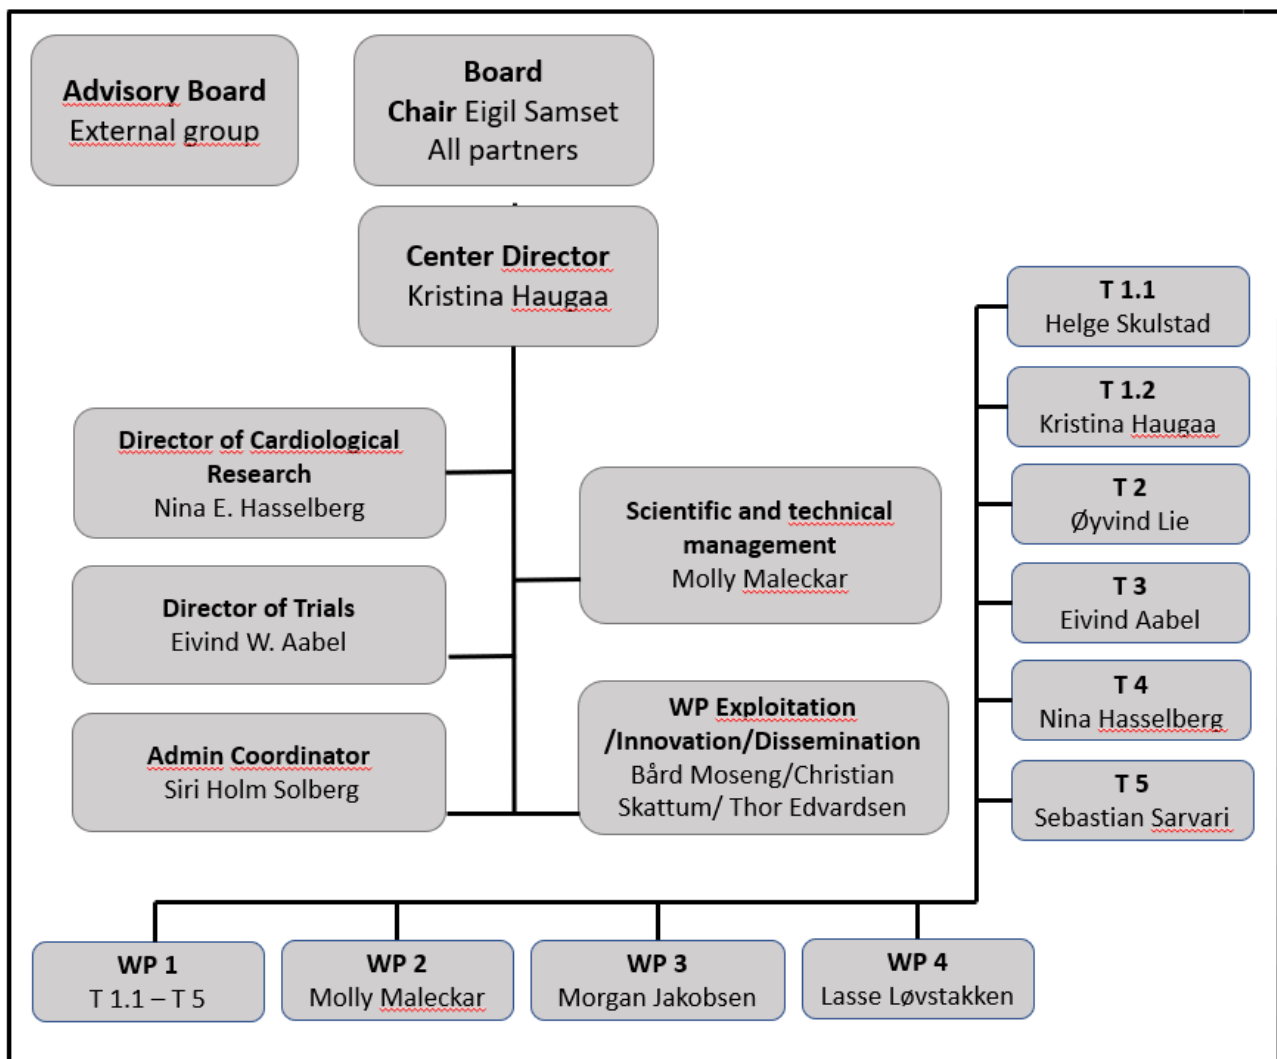 Advisory Board
External group
Board
Chair Eigil Samset
All partners
Center Director
Kristina Haugaa
Director of Cardiological
Research
Nina E. Hasselberg
Scientific and technical
management
Molly Maleckar
Director of Trials
Eivind W. Aabel
WP Exploitation
/Innovation/Dissemination
Bård Moseng/Christian
Skattum/ Thor Edvardsen
Admin Coordinator
Siri Holm Solberg
T 1.1
Helge Skulstad
T 1.2
Kristina Haugaa
T 2
Øyvind Lie
T 3
Eivind Aabel
T 4
Nina Hasselberg
T 5
Sebastian Sarvari
WP 1
T 1.1 – T 5
WP 2
Molly Maleckar
WP 3
Morgan Jakobsen
WP 4
Lasse Løvstakken